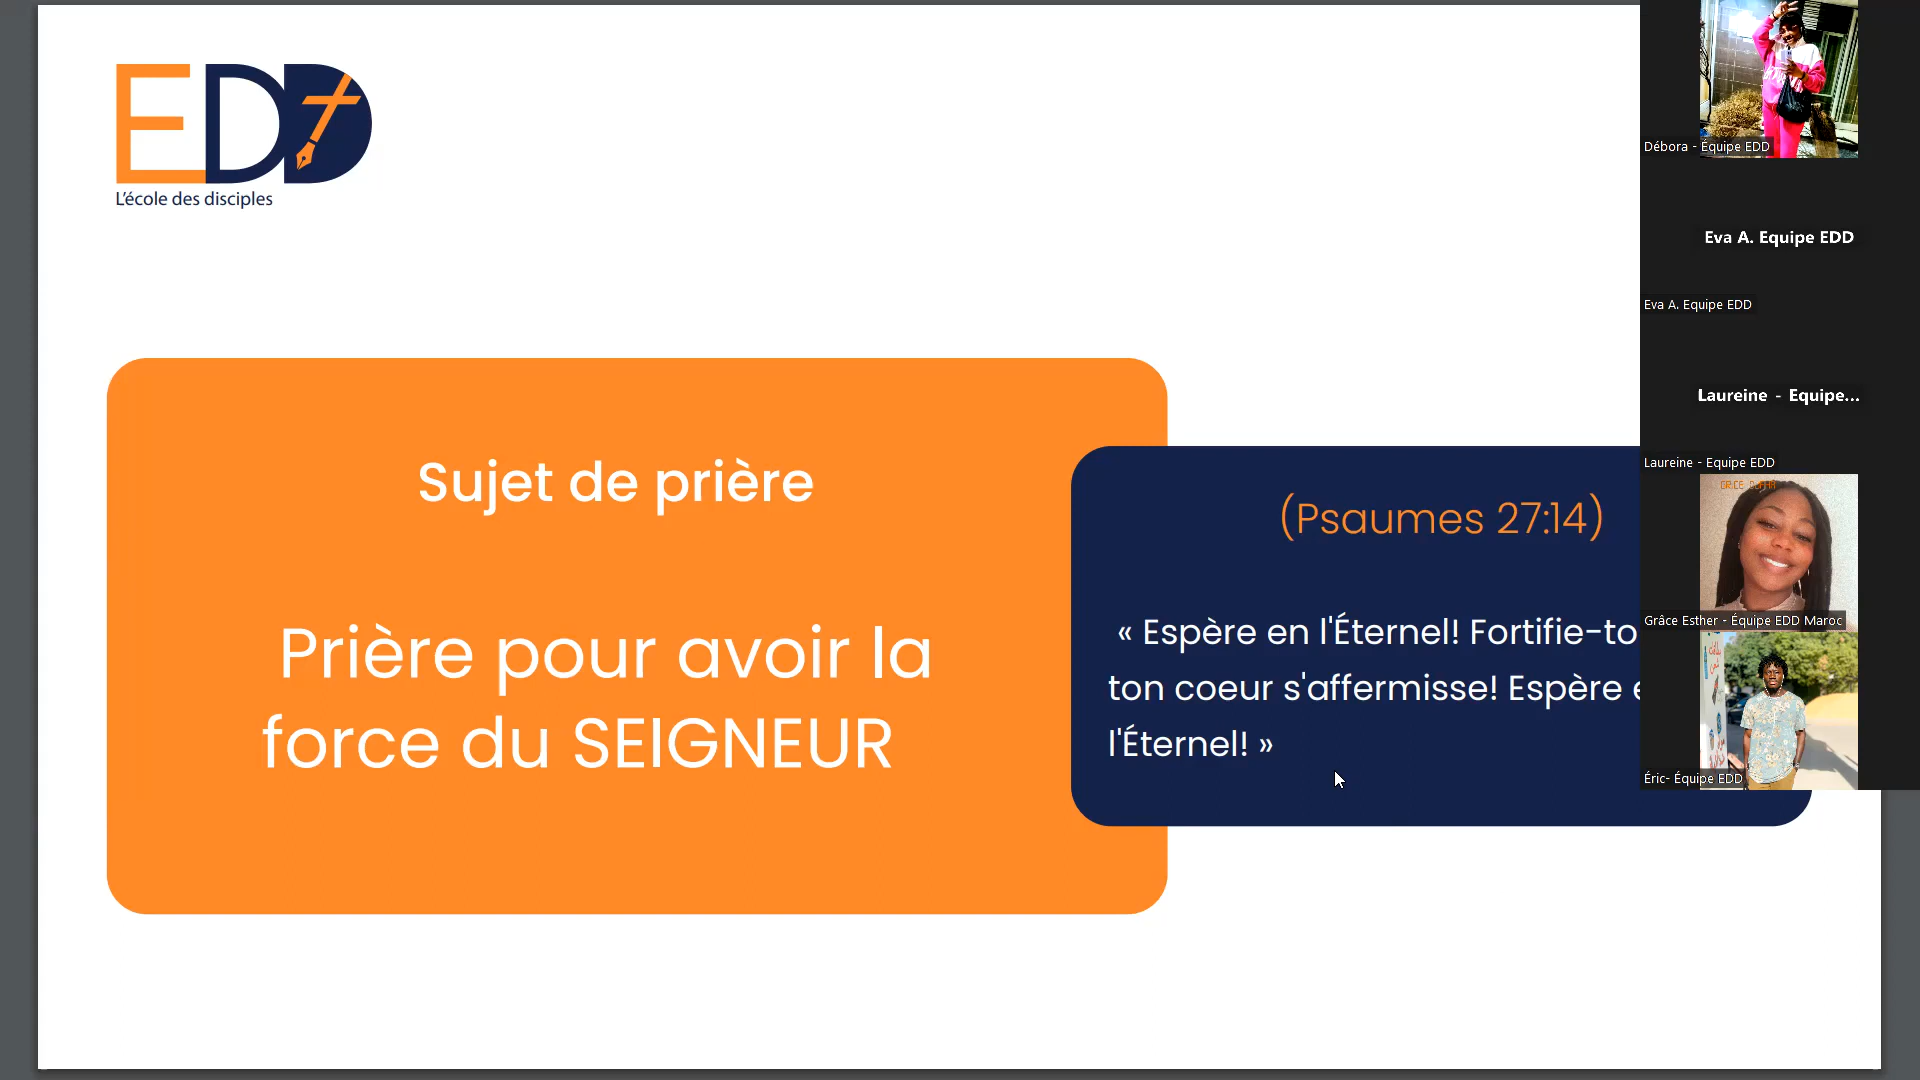 EDD
L'école des disciples
Sujet de prière
Prière pour avoir la
force du SEIGNEUR
(Psaumes 27:14)
« Espère en l'Éternel! Fortifie-to
ton coeur s'affermisse! Espère
l'Éternel! »
Débora - Équipe EDD
Eva A. Equipe EDD
Eva A. Equipe EDD
Laureine - Equipe...
Laureine - Equipe EDD
Grâce Esther - Équipe EDD Maroc
Éric- Équipe EDD